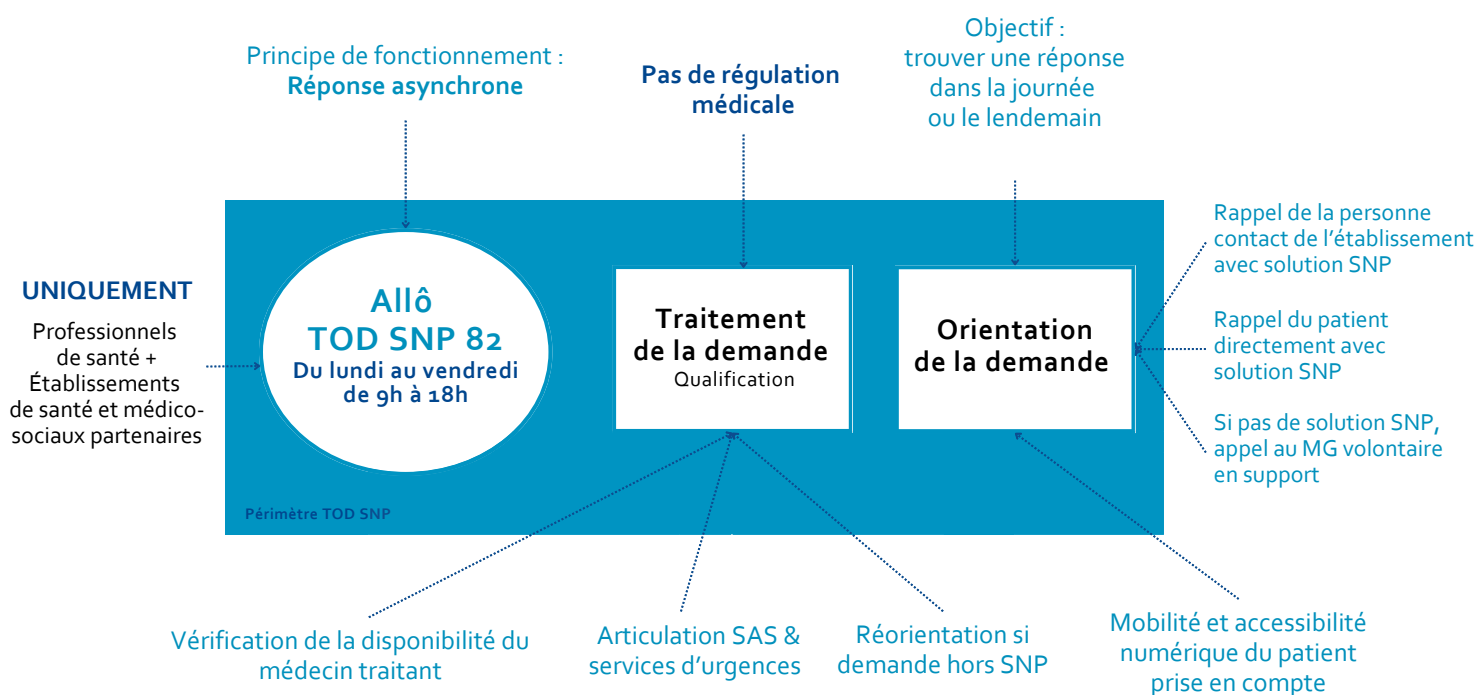 Principe de fonctionnement :
Réponse asynchrone
Pas de régulation
médicale
Objectif :
trouver une réponse
dans la journée
ou le lendemain
UNIQUEMENT
Professionnels
de santé +
Établissements
de santé et médico-
sociaux partenaires
Allô
TOD SNP 82
Du lundi au vendredi
de 9h à 18h
Traitement
de la demande
Qualification
Orientation
de la demande
Rappel de la personne
contact de l'établissement
avec solution SNP
Rappel du patient
directement avec
solution SNP
Si pas de solution SNP,
appel au MG volontaire
en support
Périmètre TOD SNP
Vérification de la disponibilité du
médecin traitant
Articulation SAS &
services d'urgences
Réorientation si
demande hors SNP
Mobilité et accessibilité
numérique du patient
prise en compte